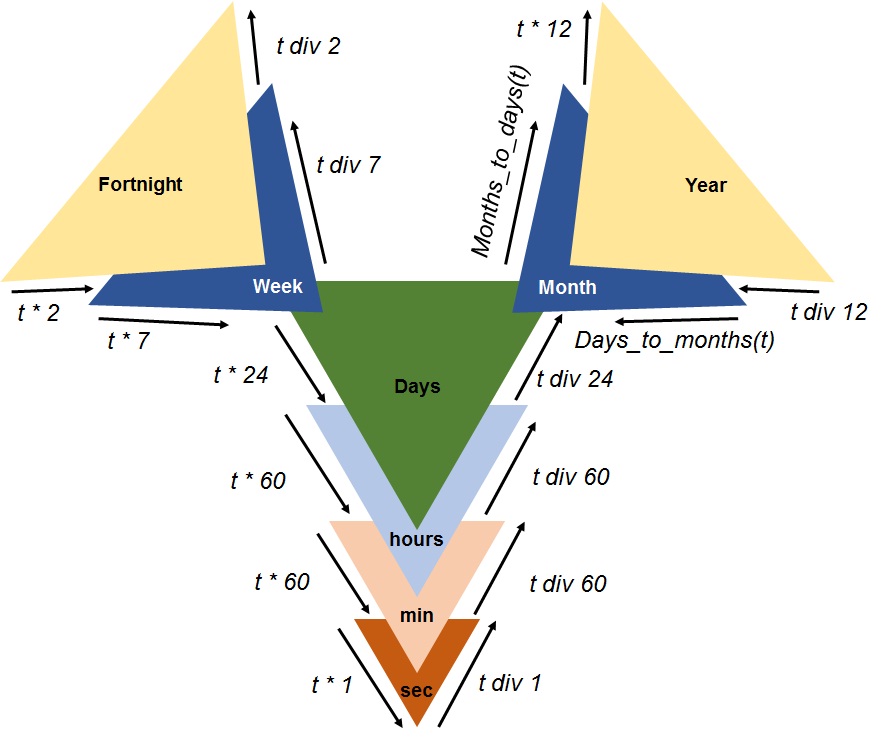 t div 2
t * 12
t div 7
Months_to_days(t)
Fortnight
Year
Week
Month
t * 2
t div 12
t * 7
Days_to_months(t)
t * 24
Days
t div 24
t * 60
t div 60
hours
t * 60
t div 60
min
t * 1
sec
t div 1